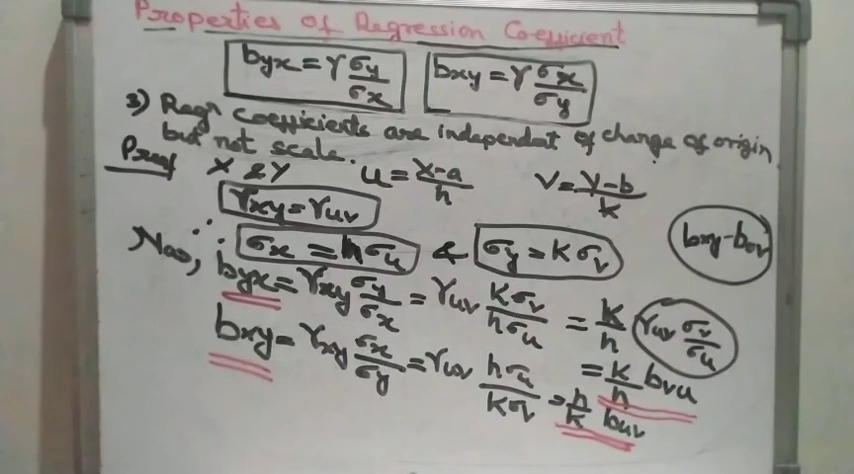 Properties of Regression Coefficient
byx = r σy/σx   bxy = r σx/σy
3) Regn Coefficients are independent of change of origin
but not scale.
Proof X & Y   u = X-a/h   v = Y-b/k
∴ rxy = ruv
Now, σx = hσu & σy = Kσv   bxy - buv
byx = rxy σy/σx = ruv Kσv/hσu = K/h ruv σv/σu
= K/h bvu
bxy = rxy σx/σy = ruv hσu/Kσv = h/K buv